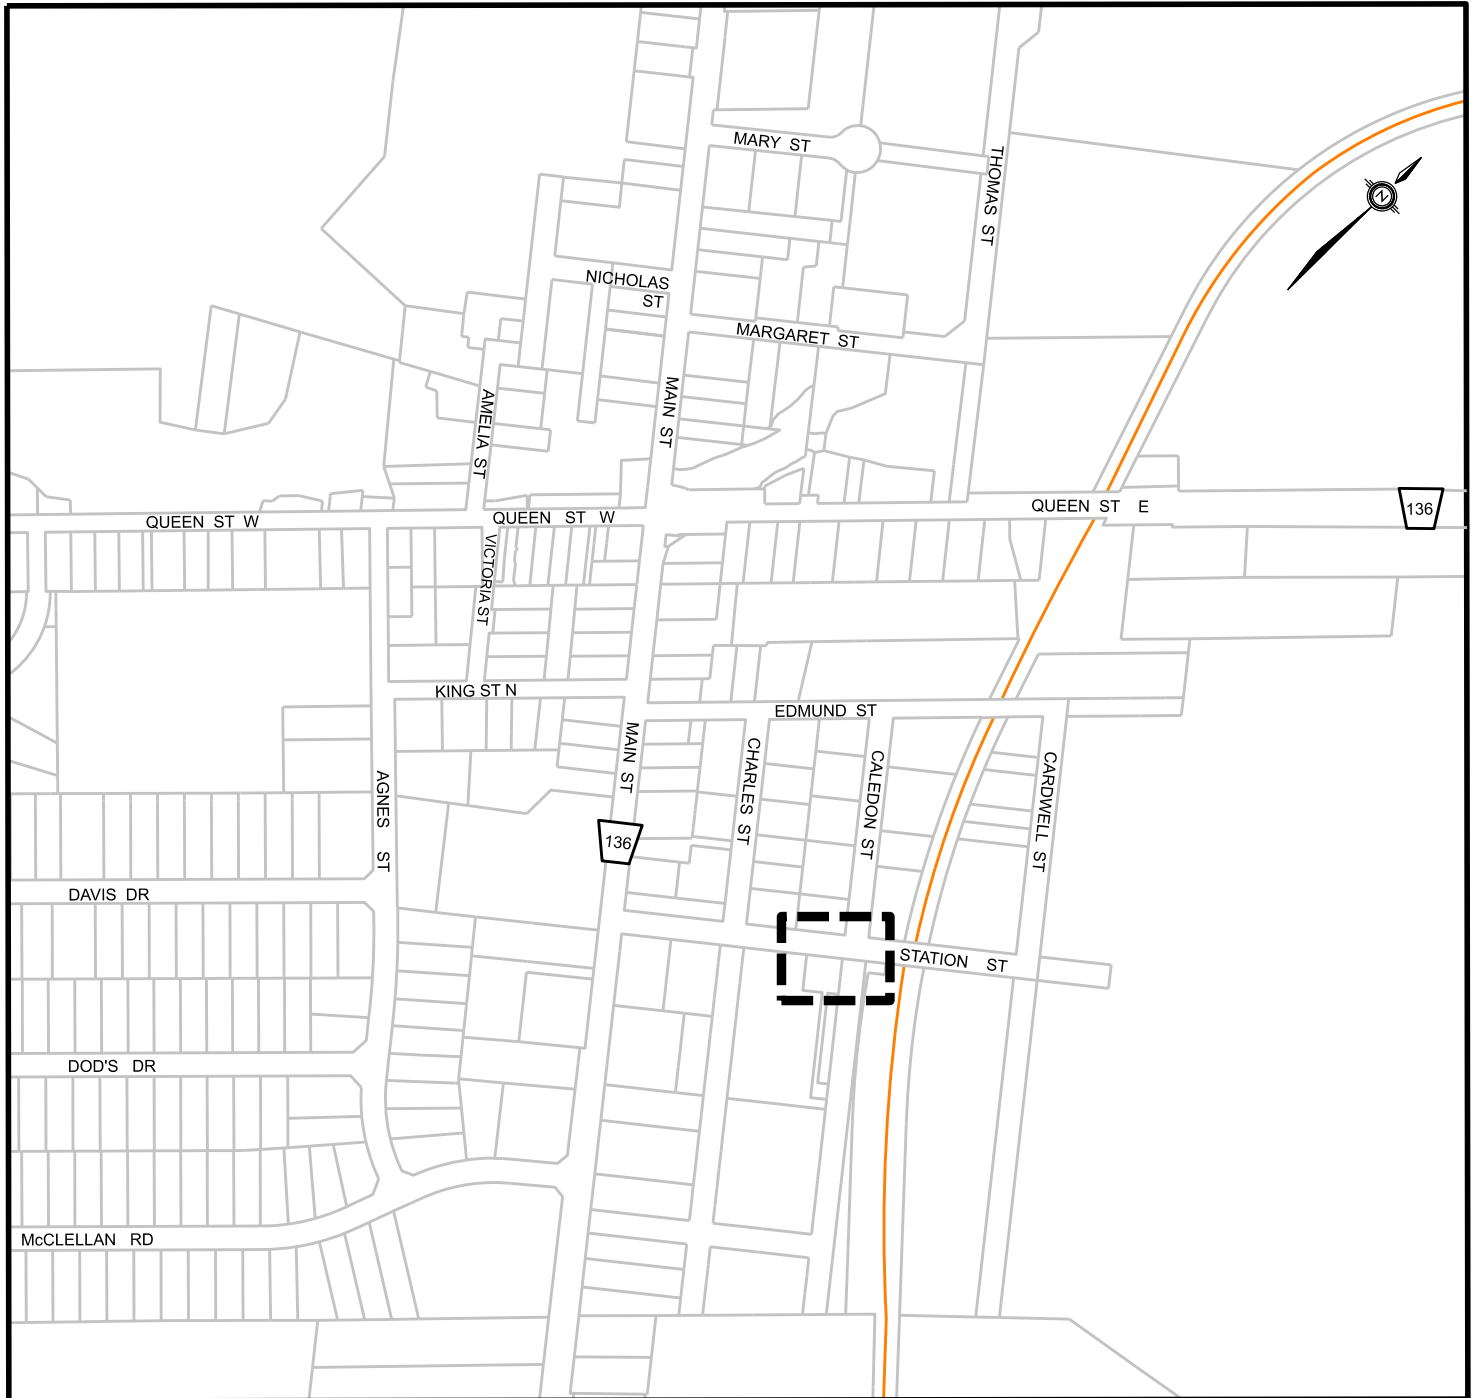 MARY ST
THOMAS ST
N
NICHOLAS
ST
MARGARET ST
MAIN ST
AMELIA ST
QUEEN ST W
QUEEN ST W
QUEEN ST E
136
VICTORIA ST
KING ST N
EDMUND ST
MAIN ST
CHARLES ST
CALEDON ST
CARDWELL ST
AGNES ST
136
DAVIS DR
STATION ST
DOD'S DR
McCLELLAN RD